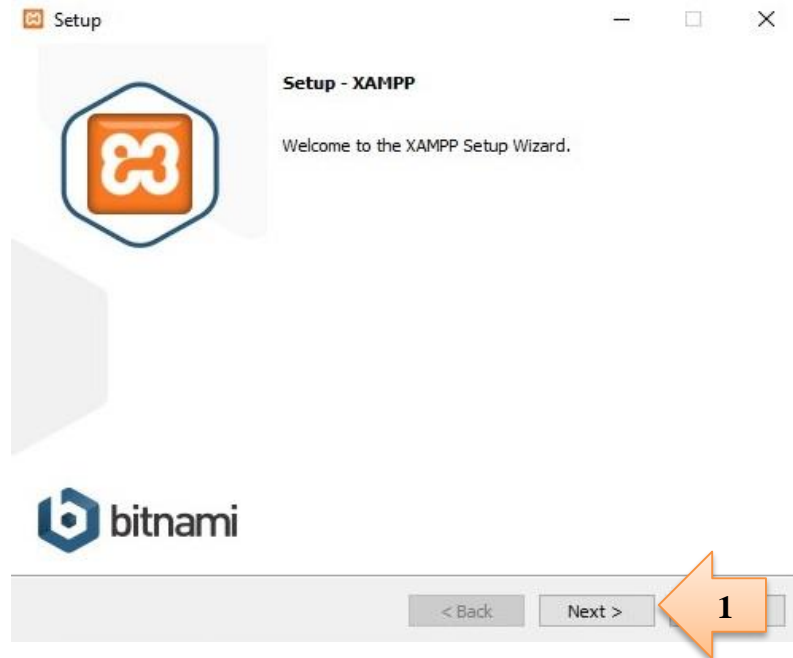 Setup
Setup - XAMPP
Welcome to the XAMPP Setup Wizard.
bitnami
< Back
Next >
1